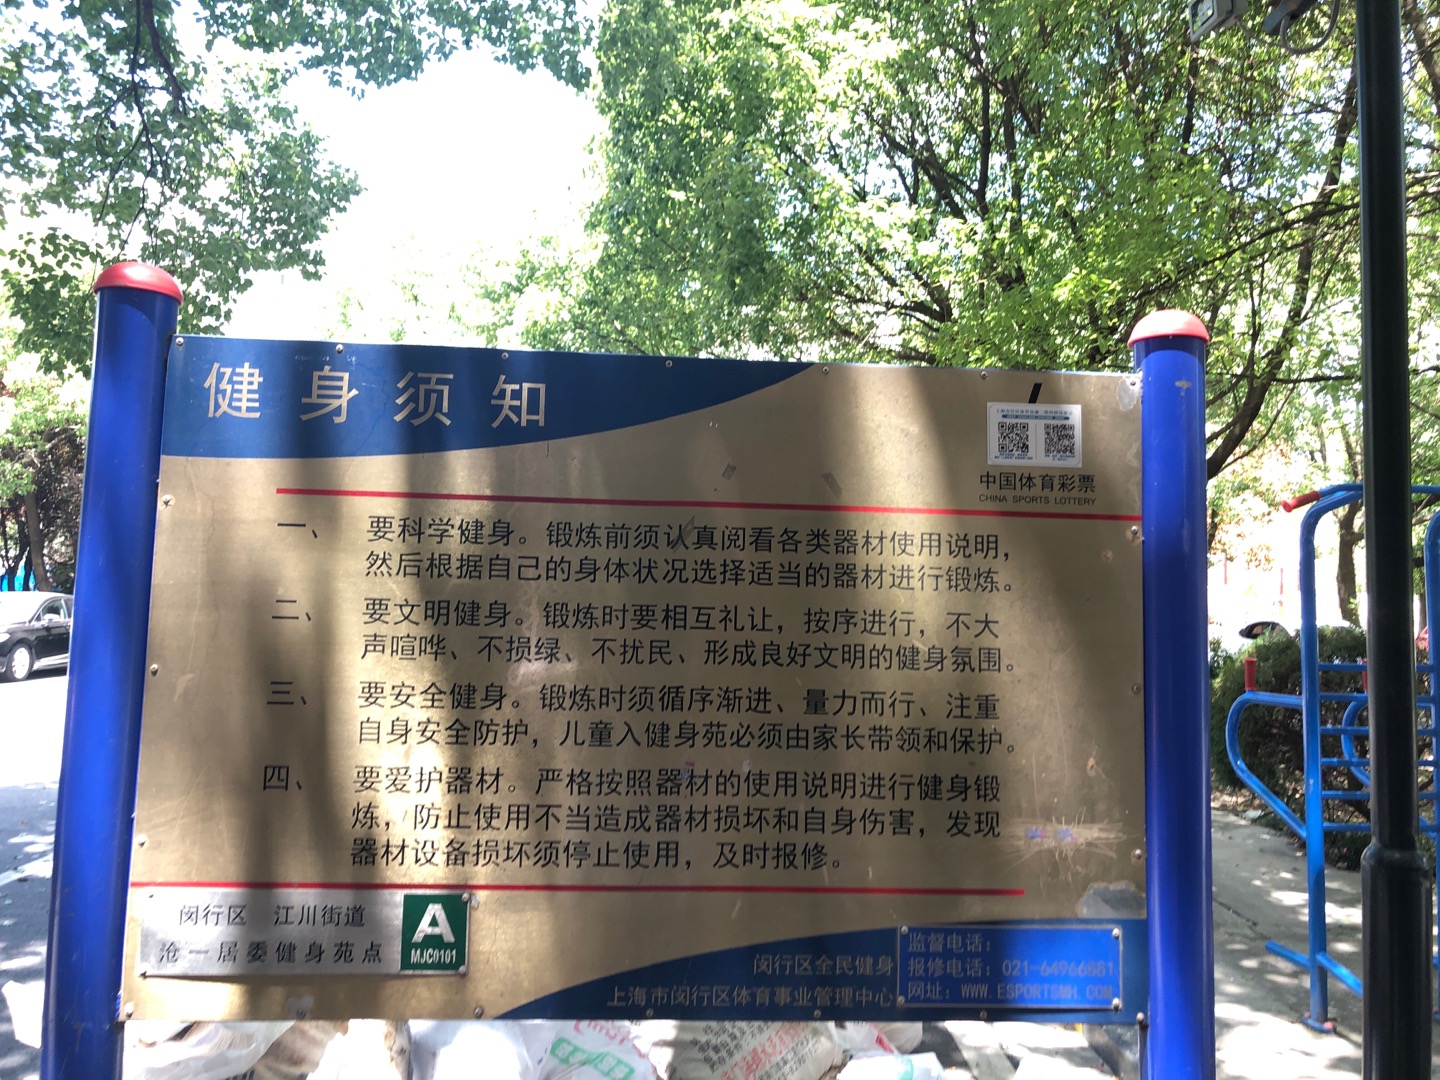 健身须知
中国体育彩票
CHINA SPORTS LOTTERY
一、 要科学健身。锻炼前须认真阅看各类器材使用说明，
然后根据自己的身体状况选择适当的器材进行锻炼。
二、 要文明健身。锻炼时要相互礼让，按序进行，不大
声喧哗、不损绿、不扰民、形成良好文明的健身氛围。
三、 要安全健身。锻炼时须循序渐进、量力而行、注重
自身安全防护，儿童入健身苑必须由家长带领和保护。
四、 要爱护器材。严格按照器材的使用说明进行健身锻
炼，防止使用不当造成器材损坏和自身伤害，发现
器材设备损坏须停止使用，及时报修。
闵行区 江川街道
沧一居委健身苑点
A
MJC0101
闵行区全民健身
上海市闵行区体育事业管理中心
监督电话：
报修电话：021-64966881
网址：WWW.ESPORTSMH.COM